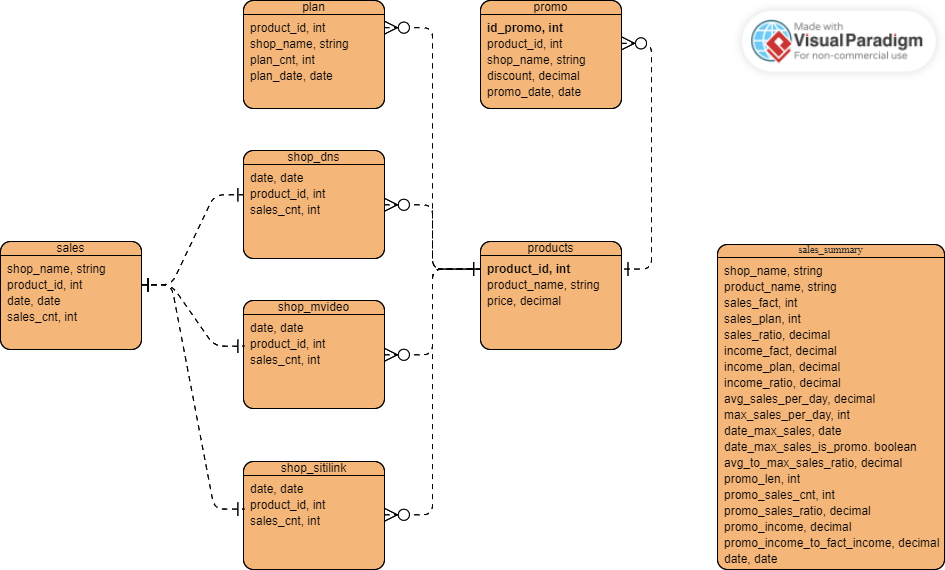 plan
product_id, int
shop_name, string
plan_cnt, int
plan_date, date
promo
id_promo, int
product_id, int
shop_name, string
discount, decimal
promo_date, date
Made with
Visual Paradigm
For non-commercial use
shop_dns
date, date
product_id, int
sales_cnt, int
sales
shop_name, string
product_id, int
date, date
sales_cnt, int
shop_mvideo
date, date
product_id, int
sales_cnt, int
shop_sitilink
date, date
product_id, int
sales_cnt, int
products
product_id, int
product_name, string
price, decimal
sales_summary
shop_name, string
product_name, string
sales_fact, int
sales_plan, int
sales_ratio, decimal
income_fact, decimal
income_plan, decimal
income_ratio, decimal
avg_sales_per_day, decimal
max_sales_per_day, int
date_max_sales, date
date_max_sales_is_promo. boolean
avg_to_max_sales_ratio, decimal
promo_len, int
promo_sales_cnt, int
promo_sales_ratio, decimal
promo_income, decimal
promo_income_to_fact_income, decimal
date, date